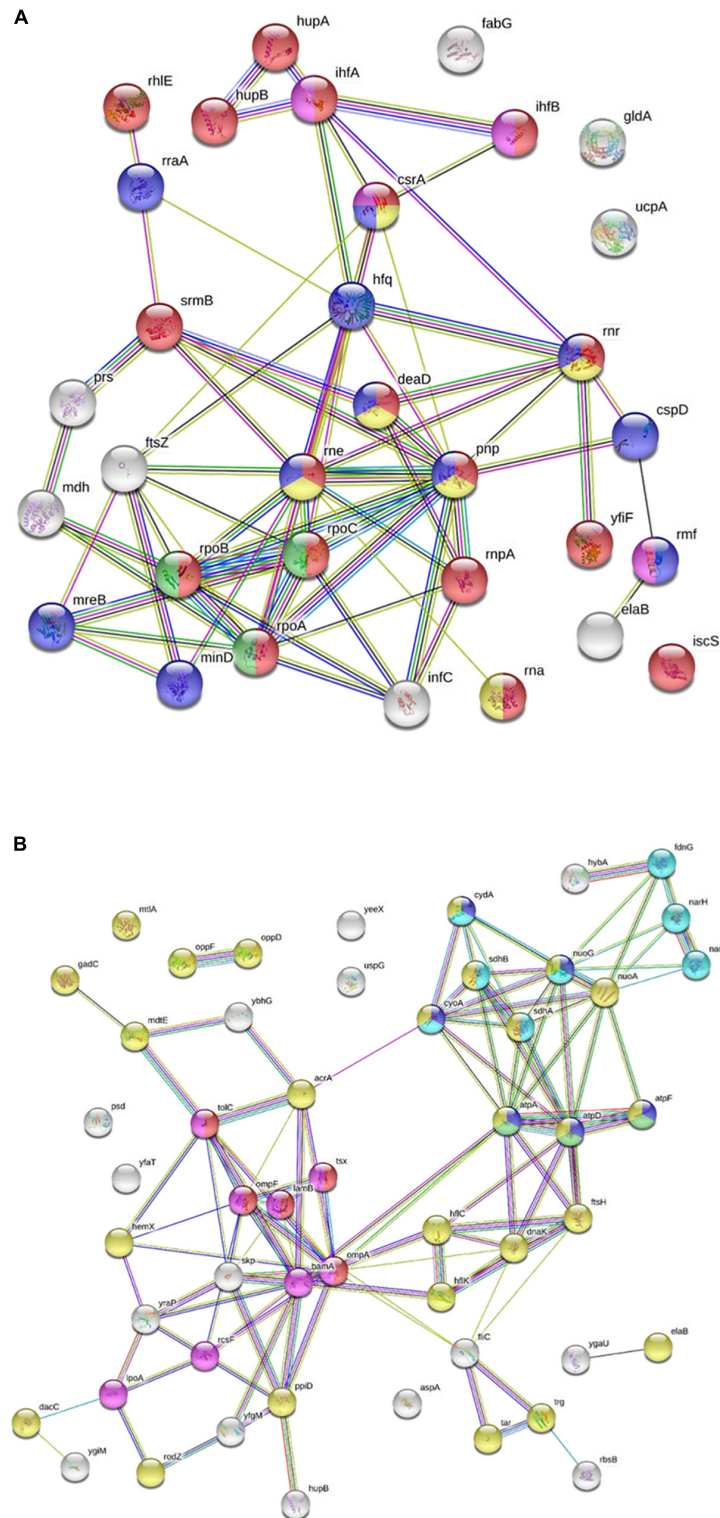 A
hupA
fabG
ihfA
rhlE
hupB
ihfB
gldA
rraA
csrA
ucpA
hfq
srmB
rnr
prs
deaD
cspD
ftsZ
rne
pnp
mdh
yfiF
rpoC
rmf
rpoB
rnpA
mreB
elaB
rpoA
iscS
minD
infC
rna
B
fdnG
hybA
mtlA
yeeX
cydA
narH
oppF
oppD
sdhB
nuoG
gadC
uspG
nuoA
mdtE
ybhG
cyoA
sdhA
acrA
psd
tolC
atpA
atpD
atpF
yfaT
tsx
ompF
lamB
ftsH
hemX
hflC
dnaK
skp
bamA
ompA
hflK
yraP
rcsF
fliC
elaB
ygaU
lpoA
ppiD
aspA
dacC
yfgM
tar
trg
ygiM
rodZ
rbsB
hupB